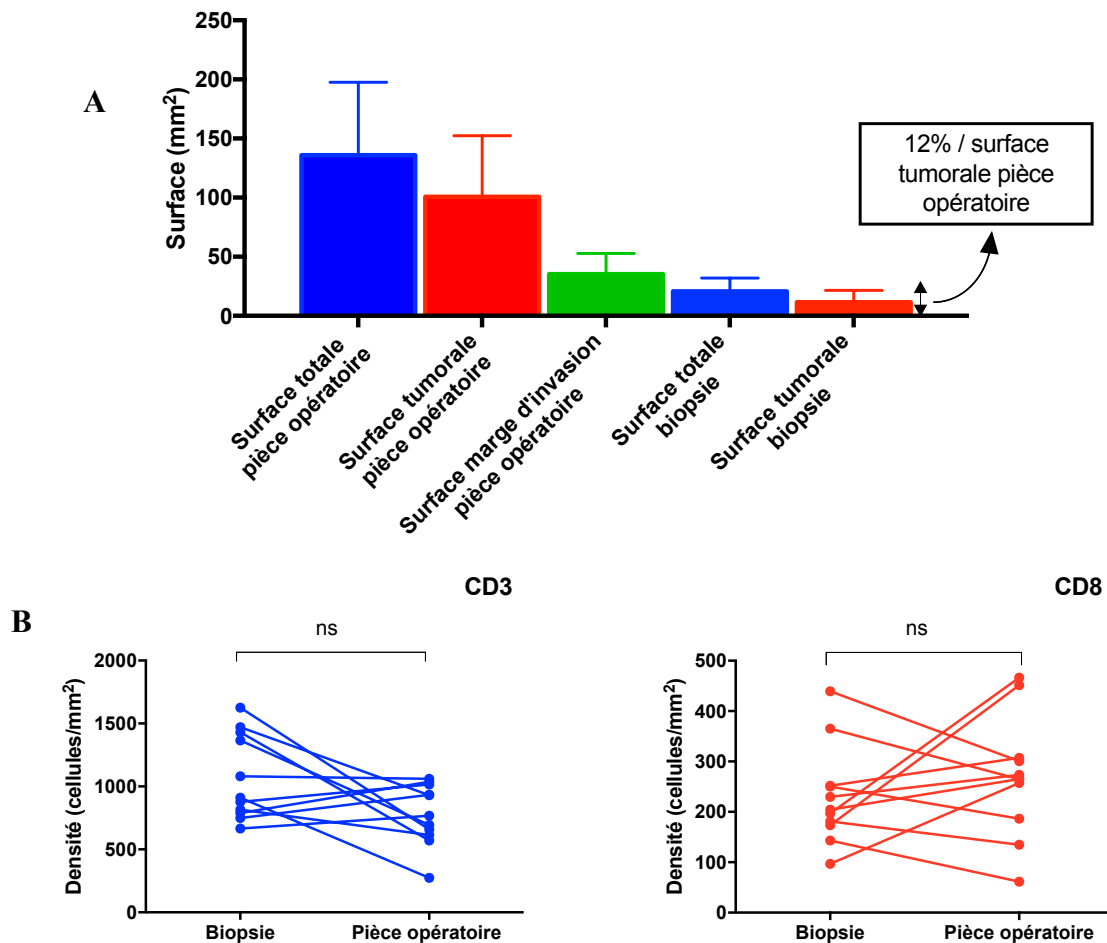 A
Surface (mm²)
250
200
150
100
50
0
12% / surface
tumorale pièce
opératoire
Surface totale
pièce opératoire
Surface tumorale
pièce opératoire
Surface marge d'invasion
pièce opératoire
Surface totale
biopsie
Surface tumorale
biopsie
B
CD3
ns
Densité (cellules/mm²)
2000
1500
1000
500
0
Biopsie
Pièce opératoire
CD8
ns
Densité (cellules/mm²)
500
400
300
200
100
0
Biopsie
Pièce opératoire